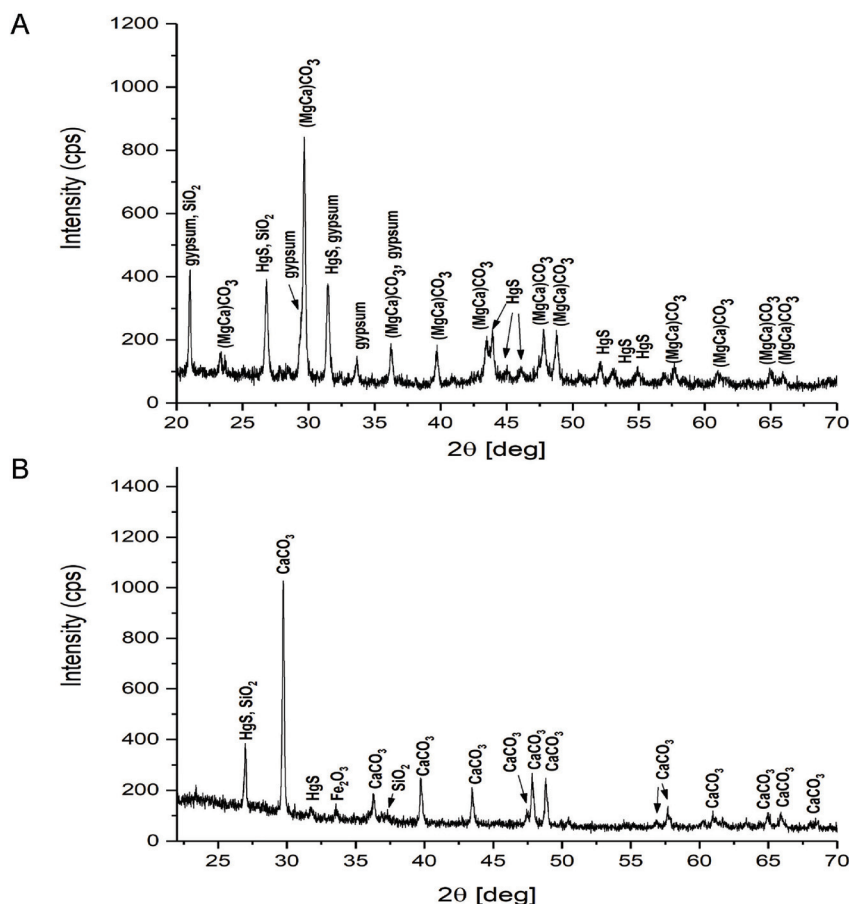 A
1200
1000
800
600
400
200
0
Intensity (cps)
gypsum, SiO2
(MgCa)CO3
HgS, SiO2
gypsum
(MgCa)CO3
HgS, gypsum
gypsum
(MgCa)CO3, gypsum
(MgCa)CO3
(MgCa)CO3
HgS
(MgCa)CO3
(MgCa)CO3
HgS
HgS
HgS
(MgCa)CO3
(MgCa)CO3
(MgCa)CO3
(MgCa)CO3
20 25 30 35 40 45 50 55 60 65 70
2θ [deg]
B
1400
1200
1000
800
600
400
200
0
Intensity (cps)
HgS, SiO2
CaCO3
HgS
Fe2O3
CaCO3
SiO2
CaCO3
CaCO3
CaCO3
CaCO3
CaCO3
CaCO3
CaCO3
CaCO3
CaCO3
CaCO3
25 30 35 40 45 50 55 60 65 70
2θ [deg]